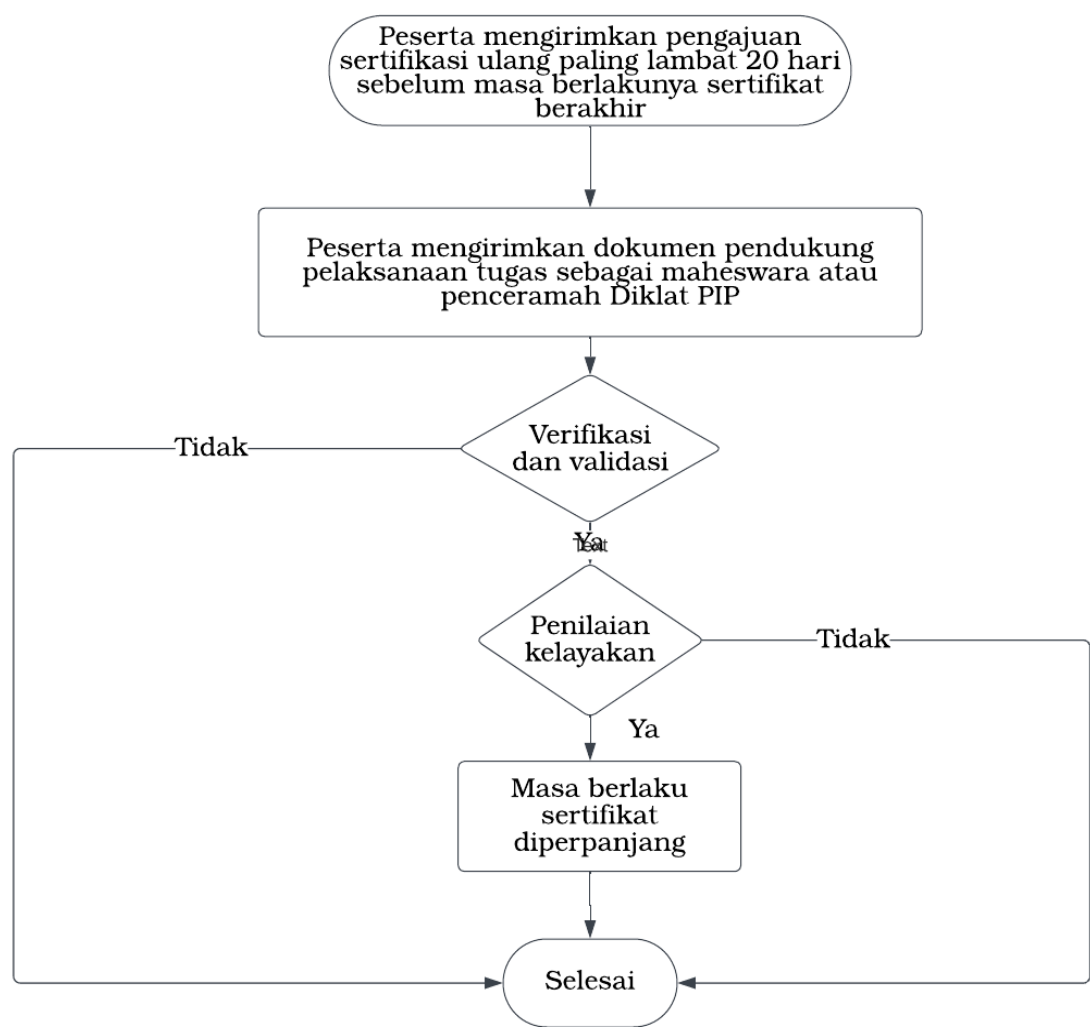 Peserta mengirimkan pengajuan
sertifikasi ulang paling lambat 20 hari
sebelum masa berlakunya sertifikat
berakhir
Peserta mengirimkan dokumen pendukung
pelaksanaan tugas sebagai maheswara atau
penceramah Diklat PIP
Verifikasi
dan validasi
Tidak
Ya
Text
Penilaian
kelayakan
Tidak
Ya
Masa berlaku
sertifikat
diperpanjang
Selesai